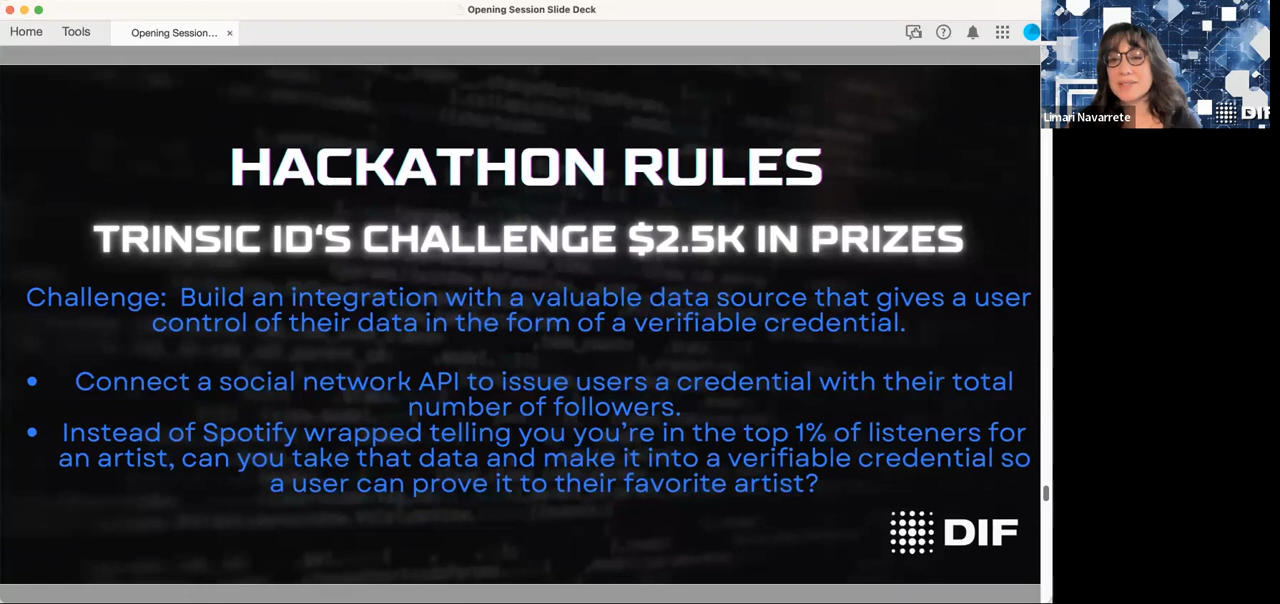 Opening Session Slide Deck
Home
Tools
Opening Session...
Limari Navarrete
DIF
HACKATHON RULES
TRINSIC ID'S CHALLENGE $2.5K IN PRIZES
Challenge: Build an integration with a valuable data source that gives a user
control of their data in the form of a verifiable credential.
• Connect a social network API to issue users a credential with their total
number of followers.
• Instead of Spotify wrapped telling you you're in the top 1% of listeners for
an artist, can you take that data and make it into a verifiable credential so
a user can prove it to their favorite artist?
DIF